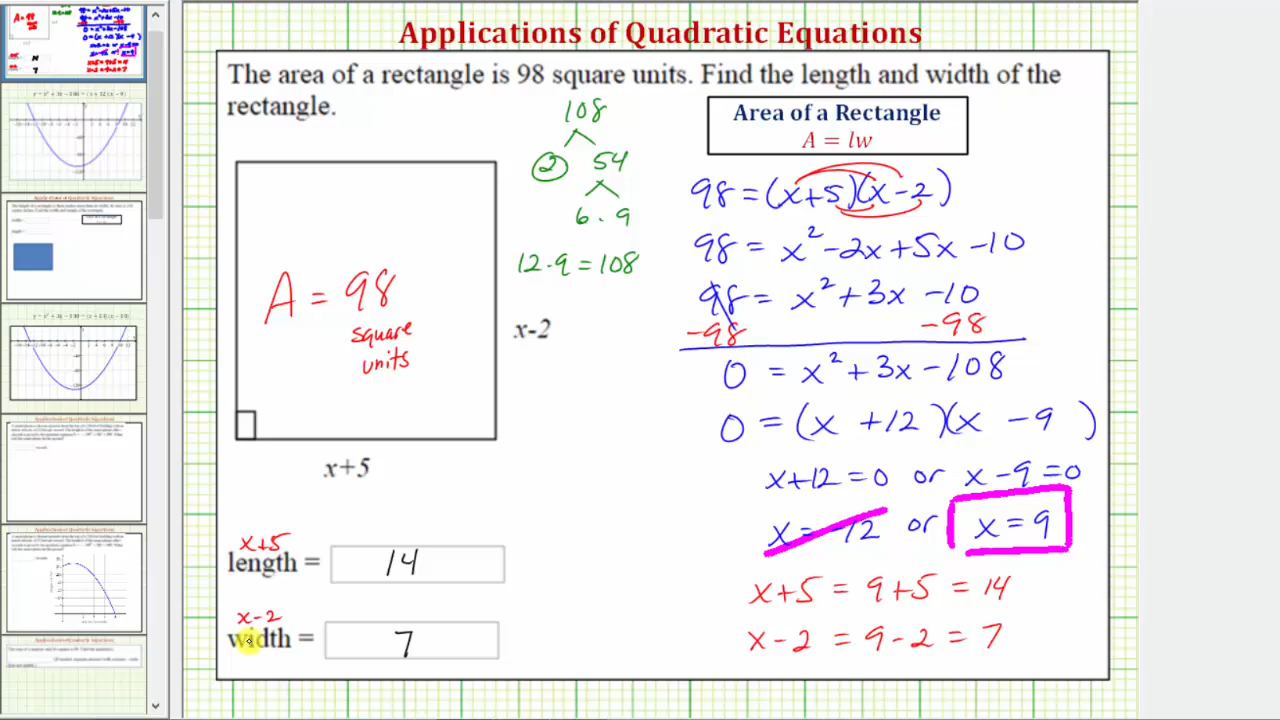 Applications of Quadratic Equations
The area of a rectangle is 98 square units. Find the length and width of the
rectangle.
Area of a Rectangle
A = lw
108
2 54
6 · 9
12·9 = 108
A = 98
square
units
x-2
x+5
98 = (x+5)(x-2)
98 = x² -2x+5x -10
98 = x² +3x -10
-98 -98
0 = x² +3x -108
0 = (x +12)(x -9 )
x+12 = 0 or x -9 = 0
x = -12 or x = 9
x+5 = 9+5 = 14
x-2 = 9-2 = 7
x+5
length = 14
x-2
width = 7